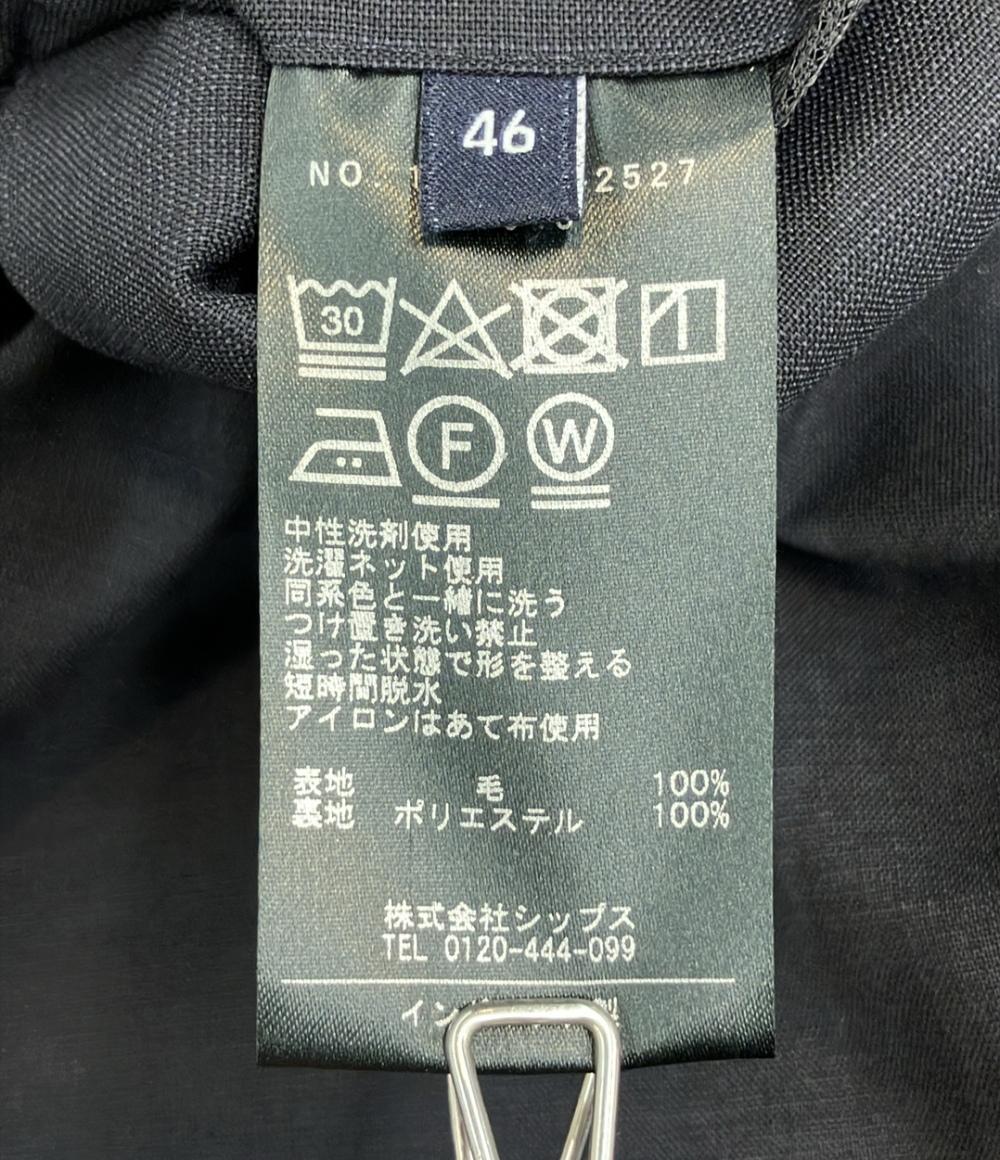 46
NO. 2527
30
F W
中性洗剤使用
洗濯ネット使用
同系色と一緒に洗う
つけ置き洗い禁止
湿った状態で形を整える
短時間脱水
アイロンはあて布使用
表地 毛 100%
裏地 ポリエステル 100%
株式会社シップス
TEL 0120-444-099